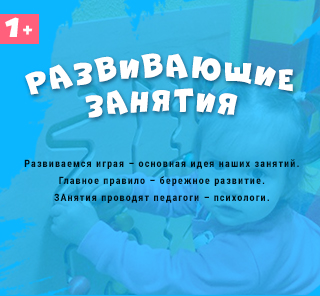 1+
РАЗВИВАЮЩИЕ
ЗАНЯТИЯ
Развиваемся играя – основная идея наших занятий.
Главное правило – бережное развитие.
ЗАнятия проводят педагоги – психологи.